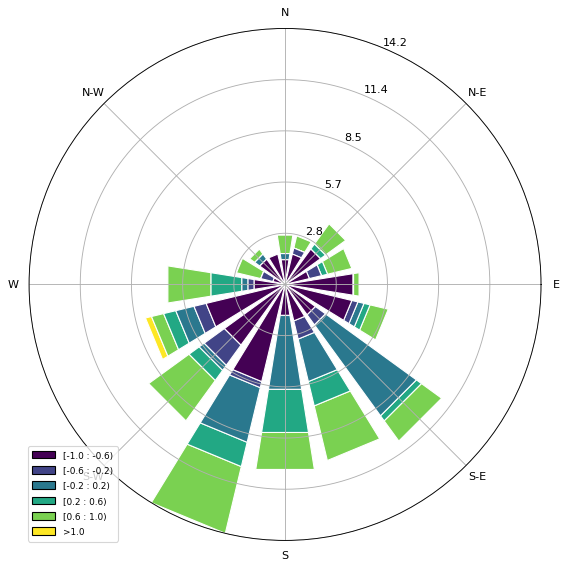 N
14.2
N-W
11.4
N-E
8.5
5.7
2.8
W
E
[-1.0 : -0.6)
[-0.6 : -0.2)
[-0.2 : 0.2)
S-W
S-E
[0.2 : 0.6)
[0.6 : 1.0)
>1.0
S